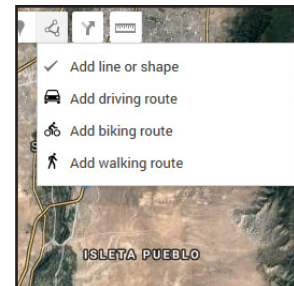 Add line or shape
Add driving route
Add biking route
Add walking route
ISLETA PUEBLO